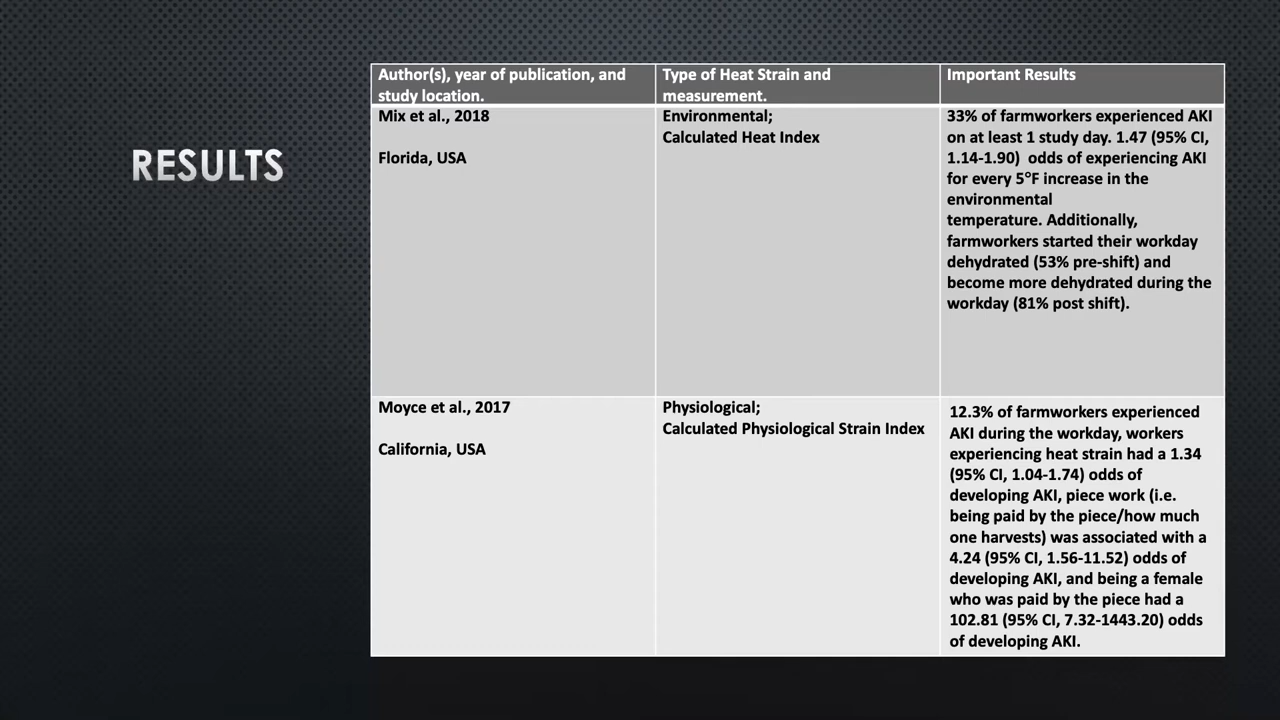 RESULTS
Author(s), year of publication, and
study location.
Type of Heat Strain and
measurement.
Important Results
Mix et al., 2018
Florida, USA
Environmental;
Calculated Heat Index
33% of farmworkers experienced AKI
on at least 1 study day. 1.47 (95% CI,
1.14-1.90) odds of experiencing AKI
for every 5°F increase in the
environmental
temperature. Additionally,
farmworkers started their workday
dehydrated (53% pre-shift) and
become more dehydrated during the
workday (81% post shift).
Moyce et al., 2017
California, USA
Physiological;
Calculated Physiological Strain Index
12.3% of farmworkers experienced
AKI during the workday, workers
experiencing heat strain had a 1.34
(95% CI, 1.04-1.74) odds of
developing AKI, piece work (i.e.
being paid by the piece/how much
one harvests) was associated with a
4.24 (95% CI, 1.56-11.52) odds of
developing AKI, and being a female
who was paid by the piece had a
102.81 (95% CI, 7.32-1443.20) odds
of developing AKI.